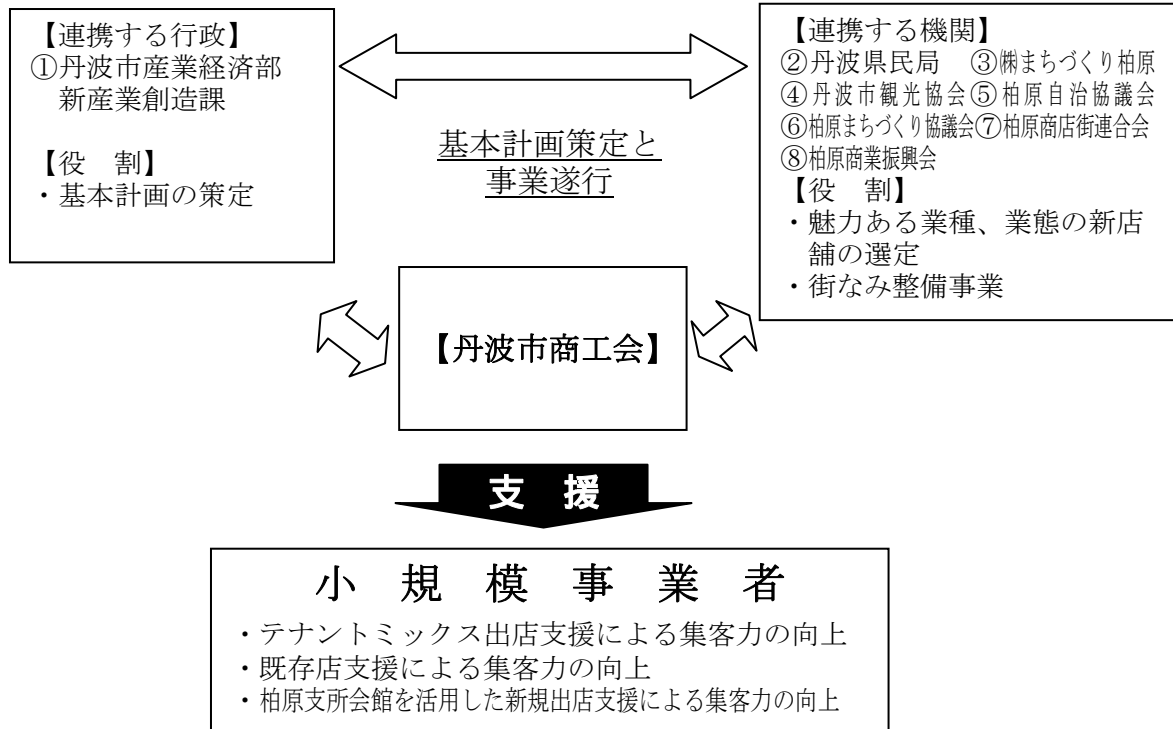 【連携する行政】
①丹波市産業経済部
新産業創造課
【役　割】
・基本計画の策定
基本計画策定と
事業遂行
【連携する機関】
②丹波県民局　③㈱まちづくり柏原
④丹波市観光協会⑤柏原自治協議会
⑥柏原まちづくり協議会⑦柏原商店街連合会
⑧柏原商業振興会
【役　割】
・魅力ある業種、業態の新店
舗の選定
・街なみ整備事業
【丹波市商工会】
支　援
小　規　模　事　業　者
・テナントミックス出店支援による集客力の向上
・既存店支援による集客力の向上
・柏原支所会館を活用した新規出店支援による集客力の向上